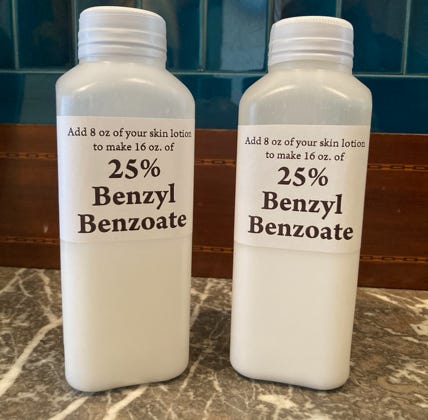 Add 8 oz of your skin lotion
to make 16 oz. of
25%
Benzyl
Benzoate
Add 8 oz of your skin lotion
to make 16 oz. of
25%
Benzyl
Benzoate